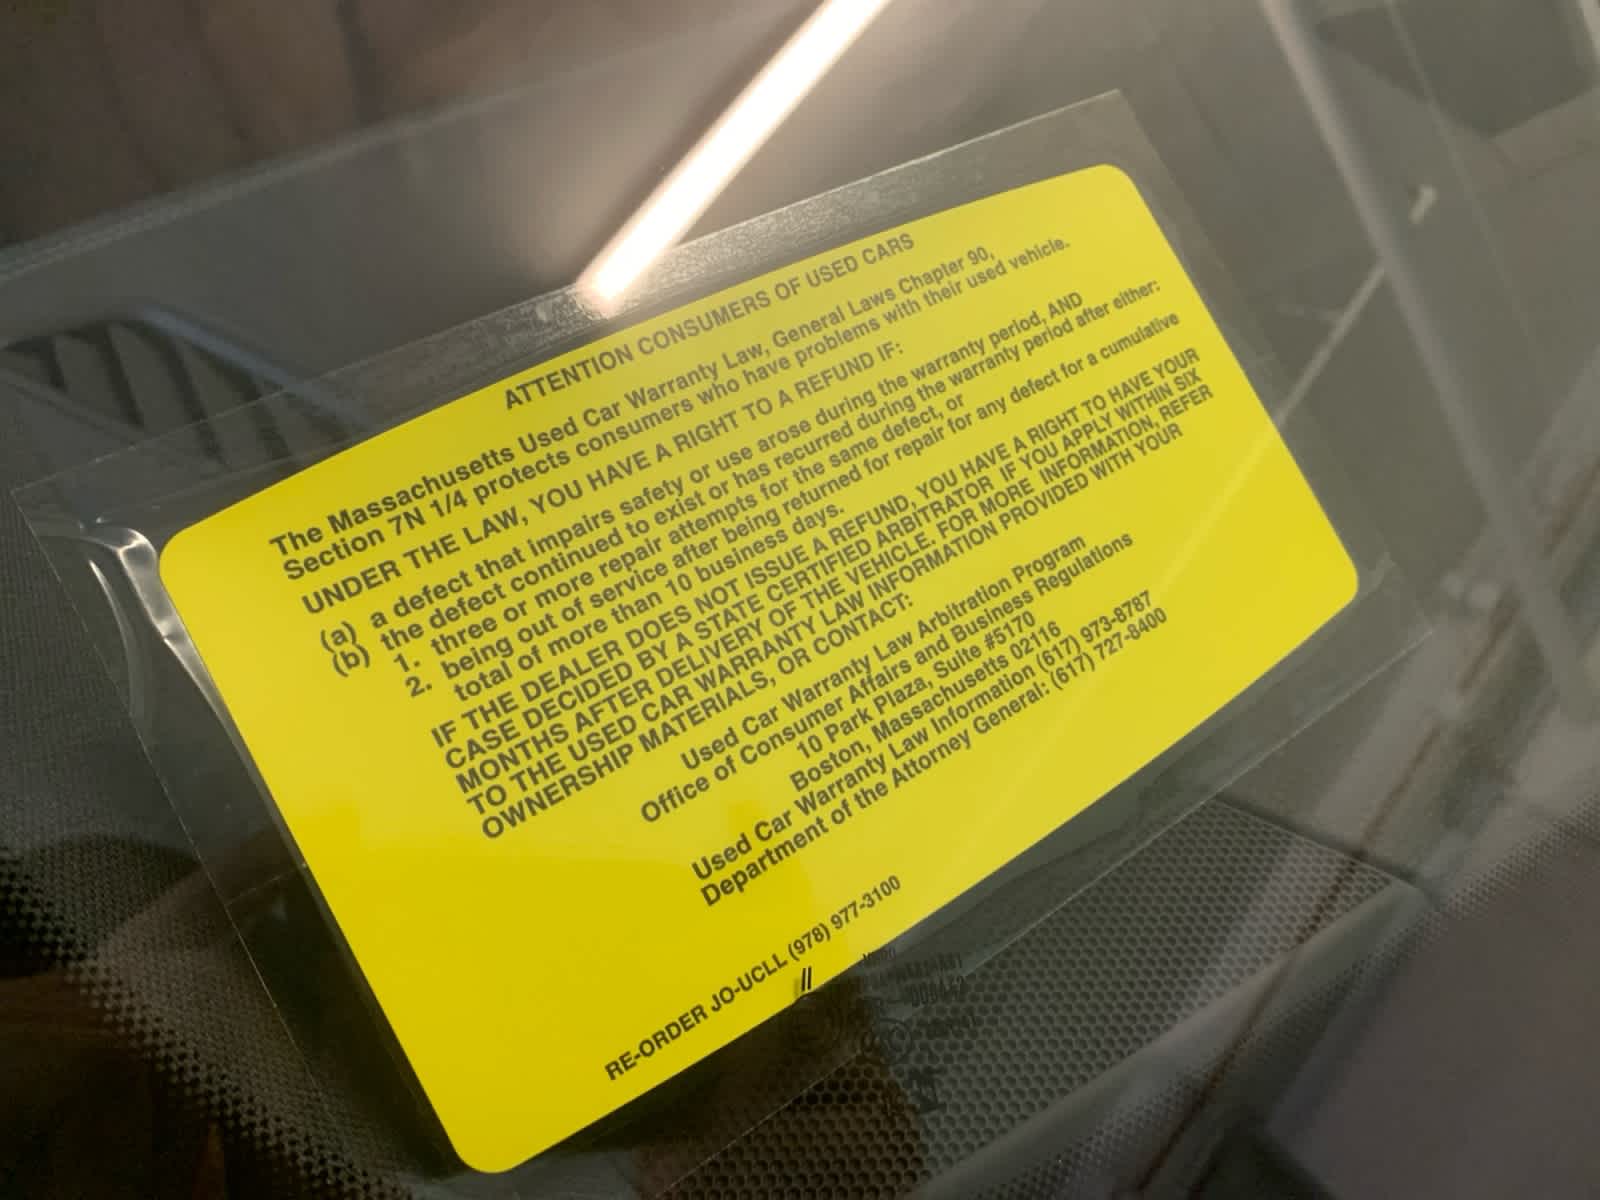 ATTENTION CONSUMERS OF USED CARS
The Massachusetts Used Car Warranty Law, General Laws Chapter 90,
Section 7N 1/4 protects consumers who have problems with their used vehicle.
UNDER THE LAW, YOU HAVE A RIGHT TO A REFUND IF:
(a) a defect that impairs safety or use arose during the warranty period, AND
(b) the defect continued to exist or has recurred during the warranty period after either:
1. three or more repair attempts for the same defect, or
2. being out of service after being returned for repair for any defect for a cumulative
total of more than 10 business days.
IF THE DEALER DOES NOT ISSUE A REFUND, YOU HAVE A RIGHT TO HAVE YOUR
CASE DECIDED BY A STATE CERTIFIED ARBITRATOR IF YOU APPLY WITHIN SIX
MONTHS AFTER DELIVERY OF THE VEHICLE. FOR MORE INFORMATION, REFER
TO THE USED CAR WARRANTY LAW INFORMATION PROVIDED WITH YOUR
OWNERSHIP MATERIALS, OR CONTACT:
Used Car Warranty Law Arbitration Program
Office of Consumer Affairs and Business Regulations
10 Park Plaza, Suite #5170
Boston, Massachusetts 02116
Used Car Warranty Law Information (617) 973-8787
Department of the Attorney General: (617) 727-8400
RE-ORDER JO-UCLL (978) 977-3100